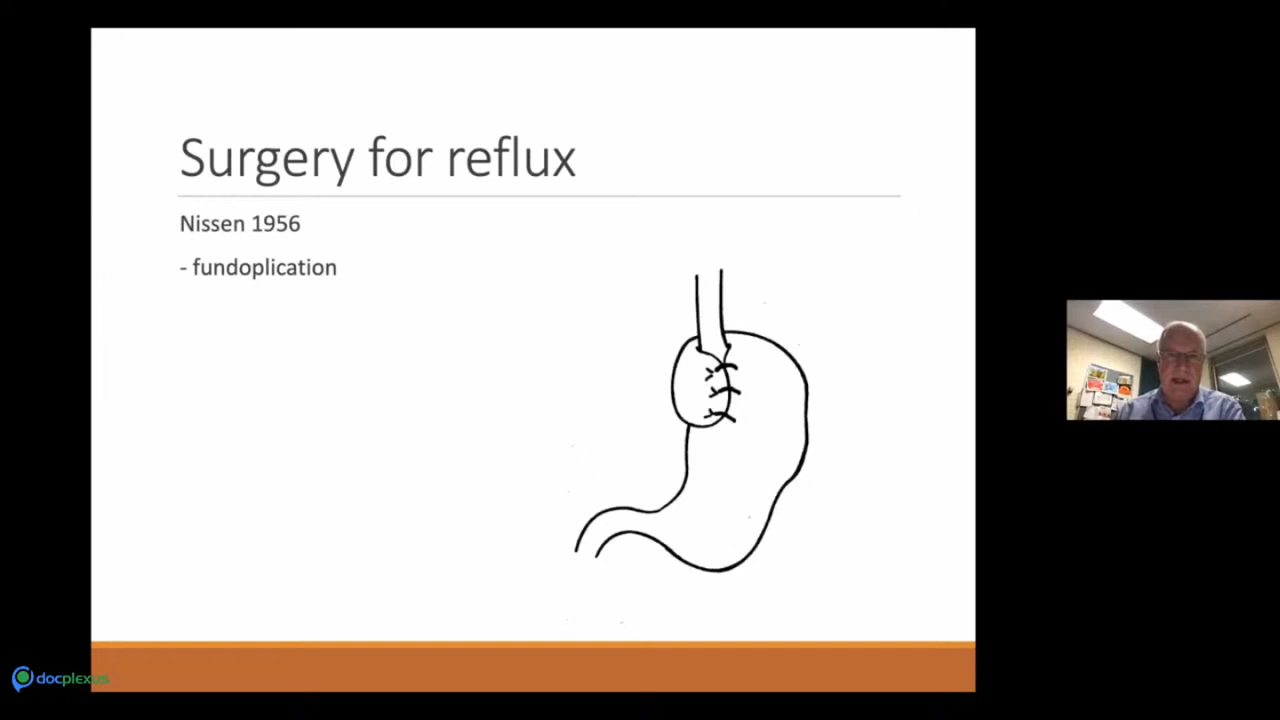 Surgery for reflux
Nissen 1956
- fundoplication
docplexus